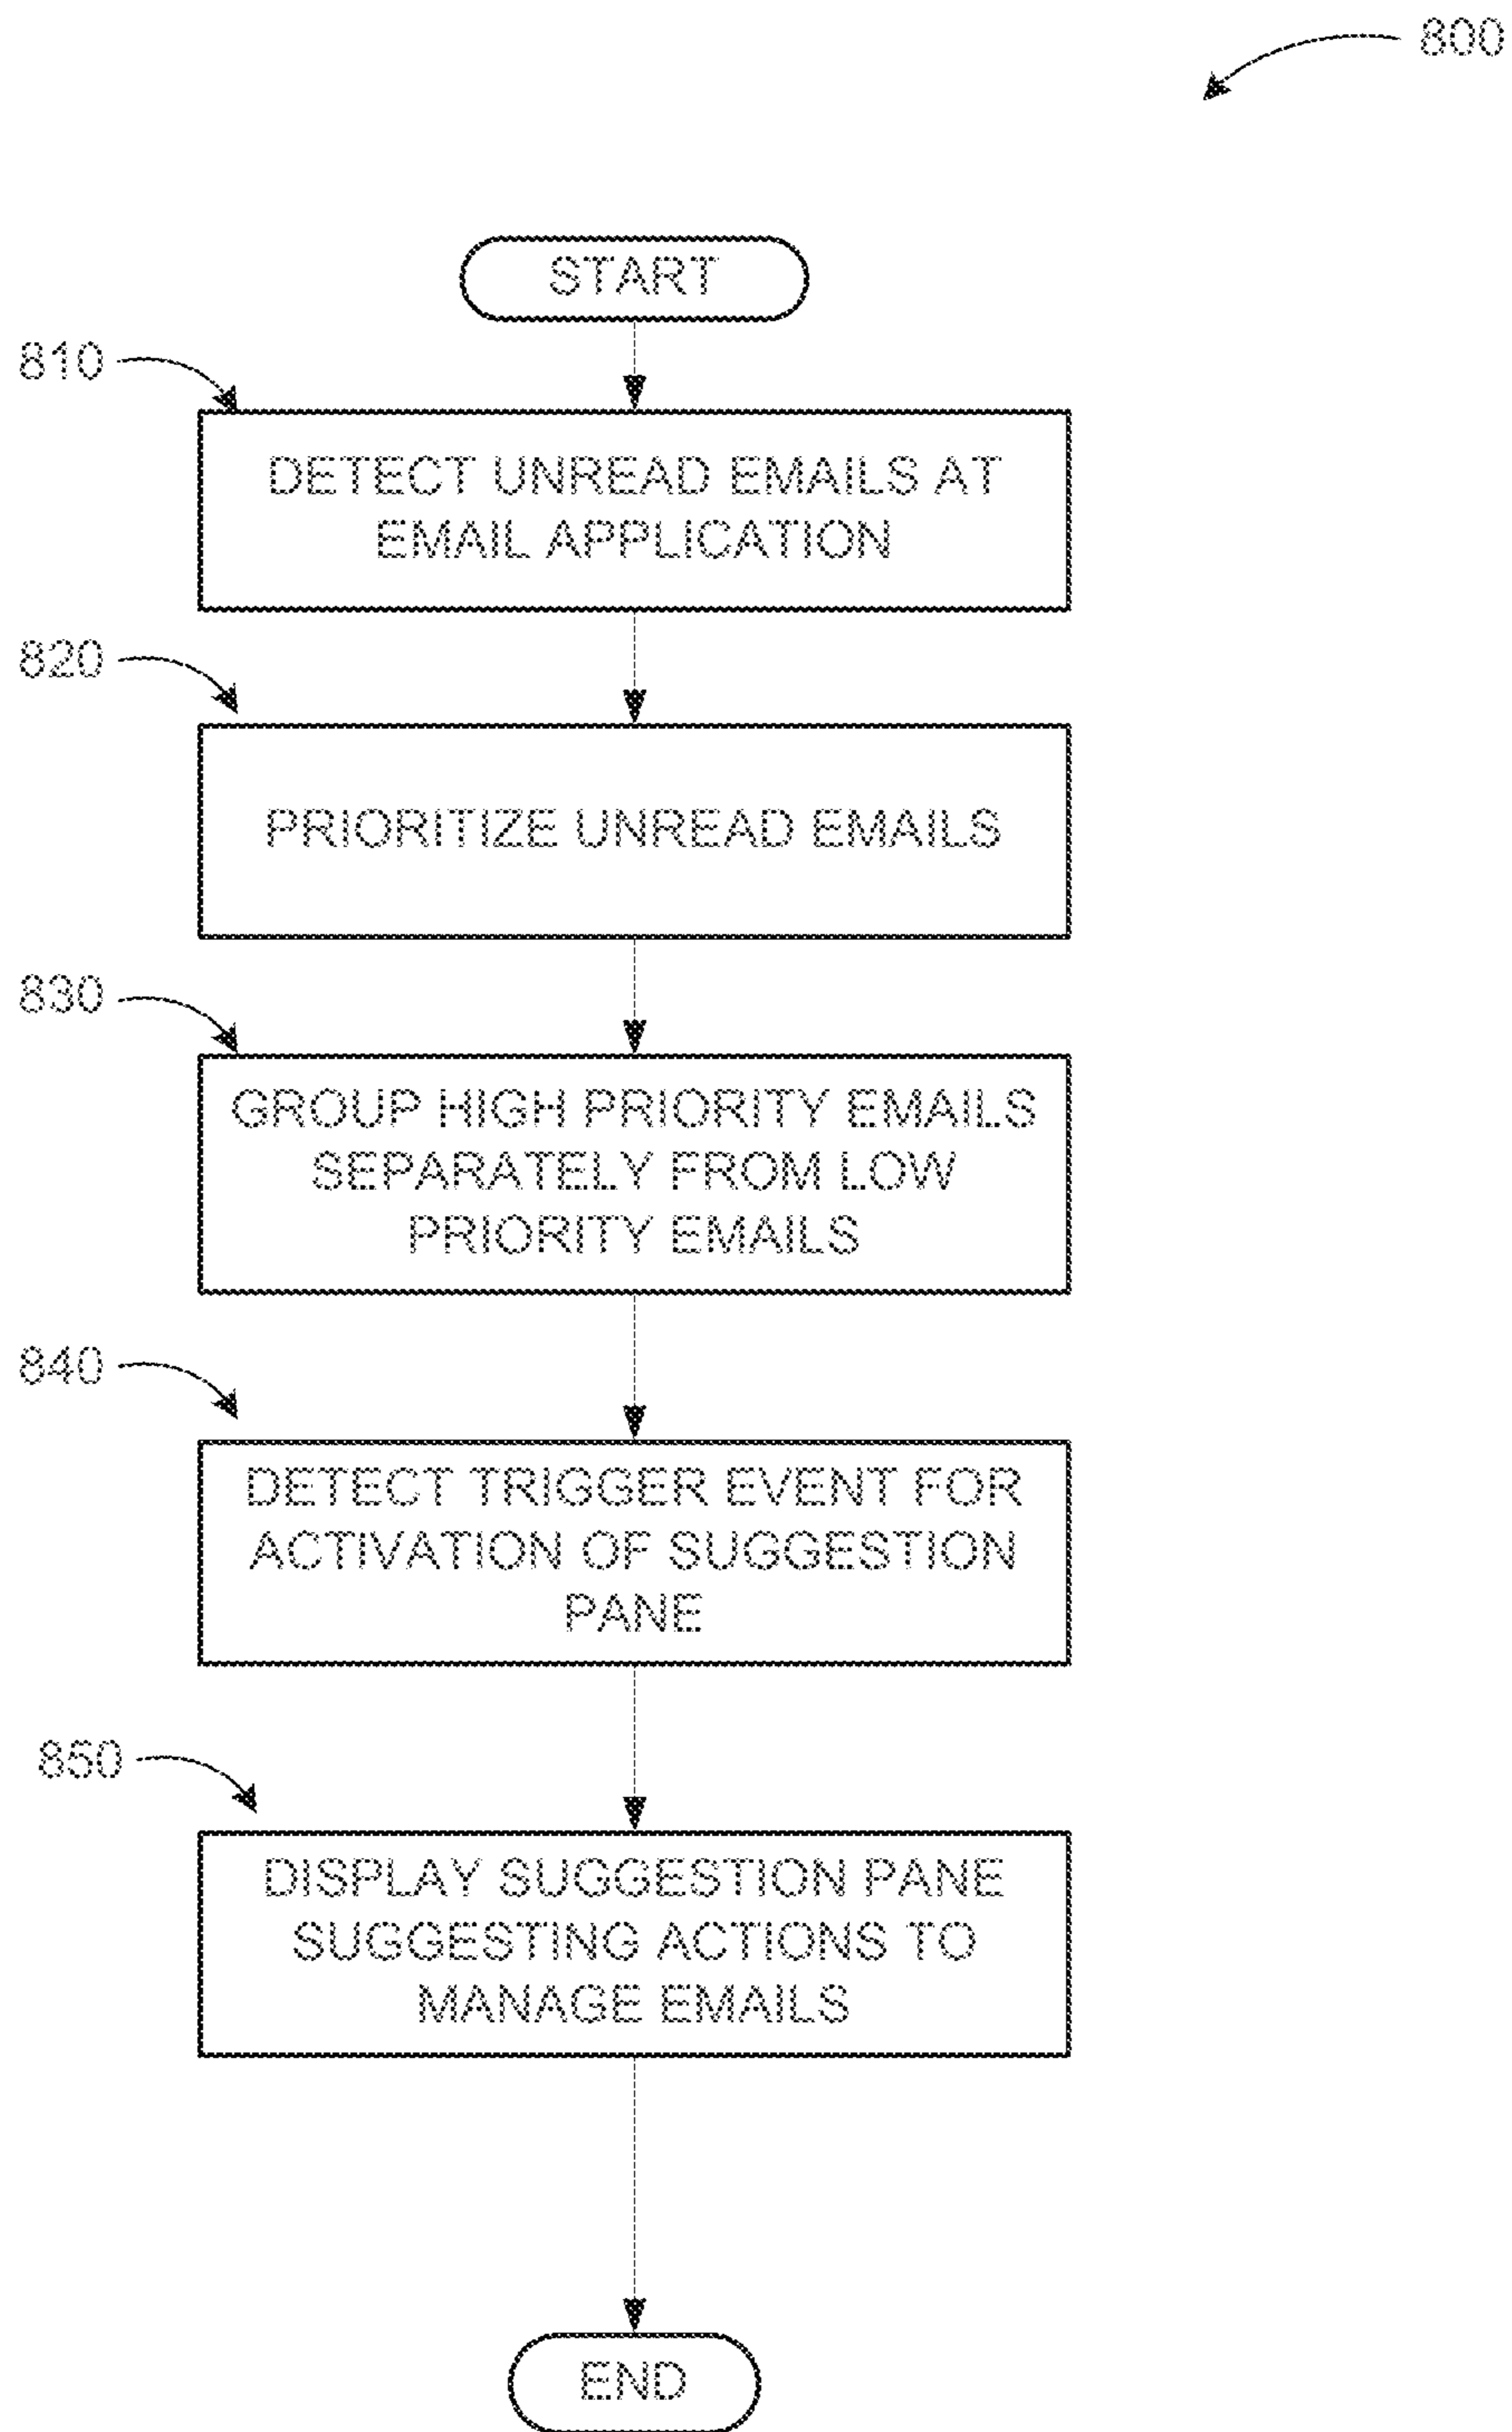 800
START
810
DETECT UNREAD EMAILS AT
EMAIL APPLICATION
820
PRIORITIZE UNREAD EMAILS
830
GROUP HIGH PRIORITY EMAILS
SEPARATELY FROM LOW
PRIORITY EMAILS
840
DETECT TRIGGER EVENT FOR
ACTIVATION OF SUGGESTION
PANE
850
DISPLAY SUGGESTION PANE
SUGGESTING ACTIONS TO
MANAGE EMAILS
END